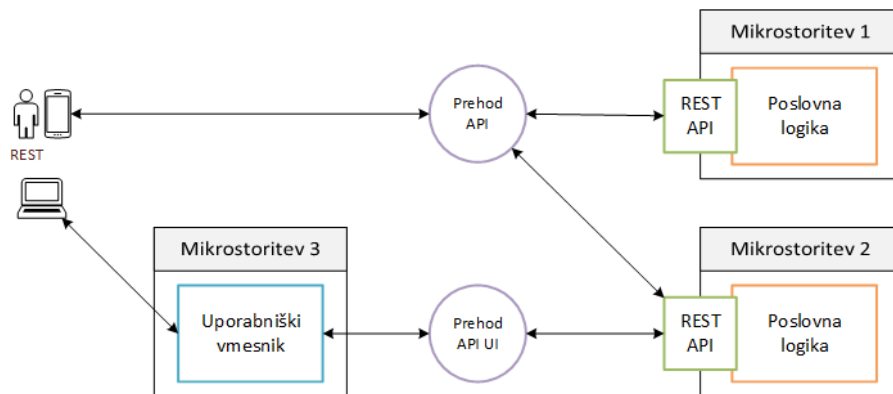 Mikrostoritev 1
Prehod
API
REST
API
Poslovna
logika
REST
Mikrostoritev 3
Uporabniški
vmesnik
Prehod
API UI
Mikrostoritev 2
REST
API
Poslovna
logika